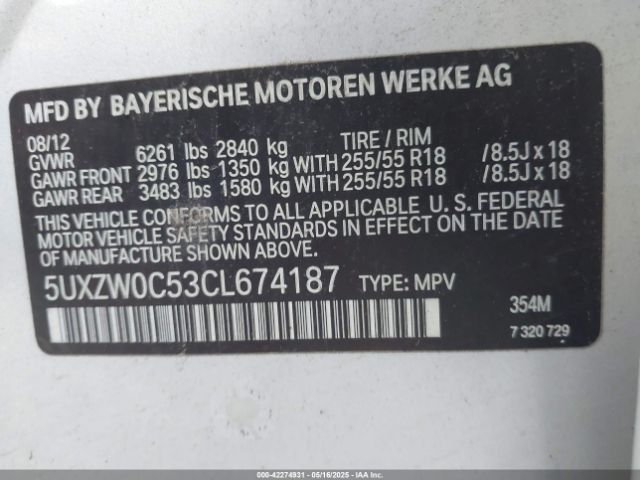 MFD BY BAYERISCHE MOTOREN WERKE AG
08/12
TIRE / RIM
GVWR 6261 lbs 2840 kg
GAWR FRONT 2976 lbs 1350 kg WITH 255/55 R18 /8.5J x 18
GAWR REAR 3483 lbs 1580 kg WITH 255/55 R18 /8.5J x 18
THIS VEHICLE CONFORMS TO ALL APPLICABLE U. S. FEDERAL
MOTOR VEHICLE SAFETY STANDARDS IN EFFECT ON THE DATE
OF MANUFACTURE SHOWN ABOVE.
5UXZW0C53CL674187 TYPE: MPV
354M
7 320 729
© COPY - 42274931 - 05/16/2025 - IAAI.COM